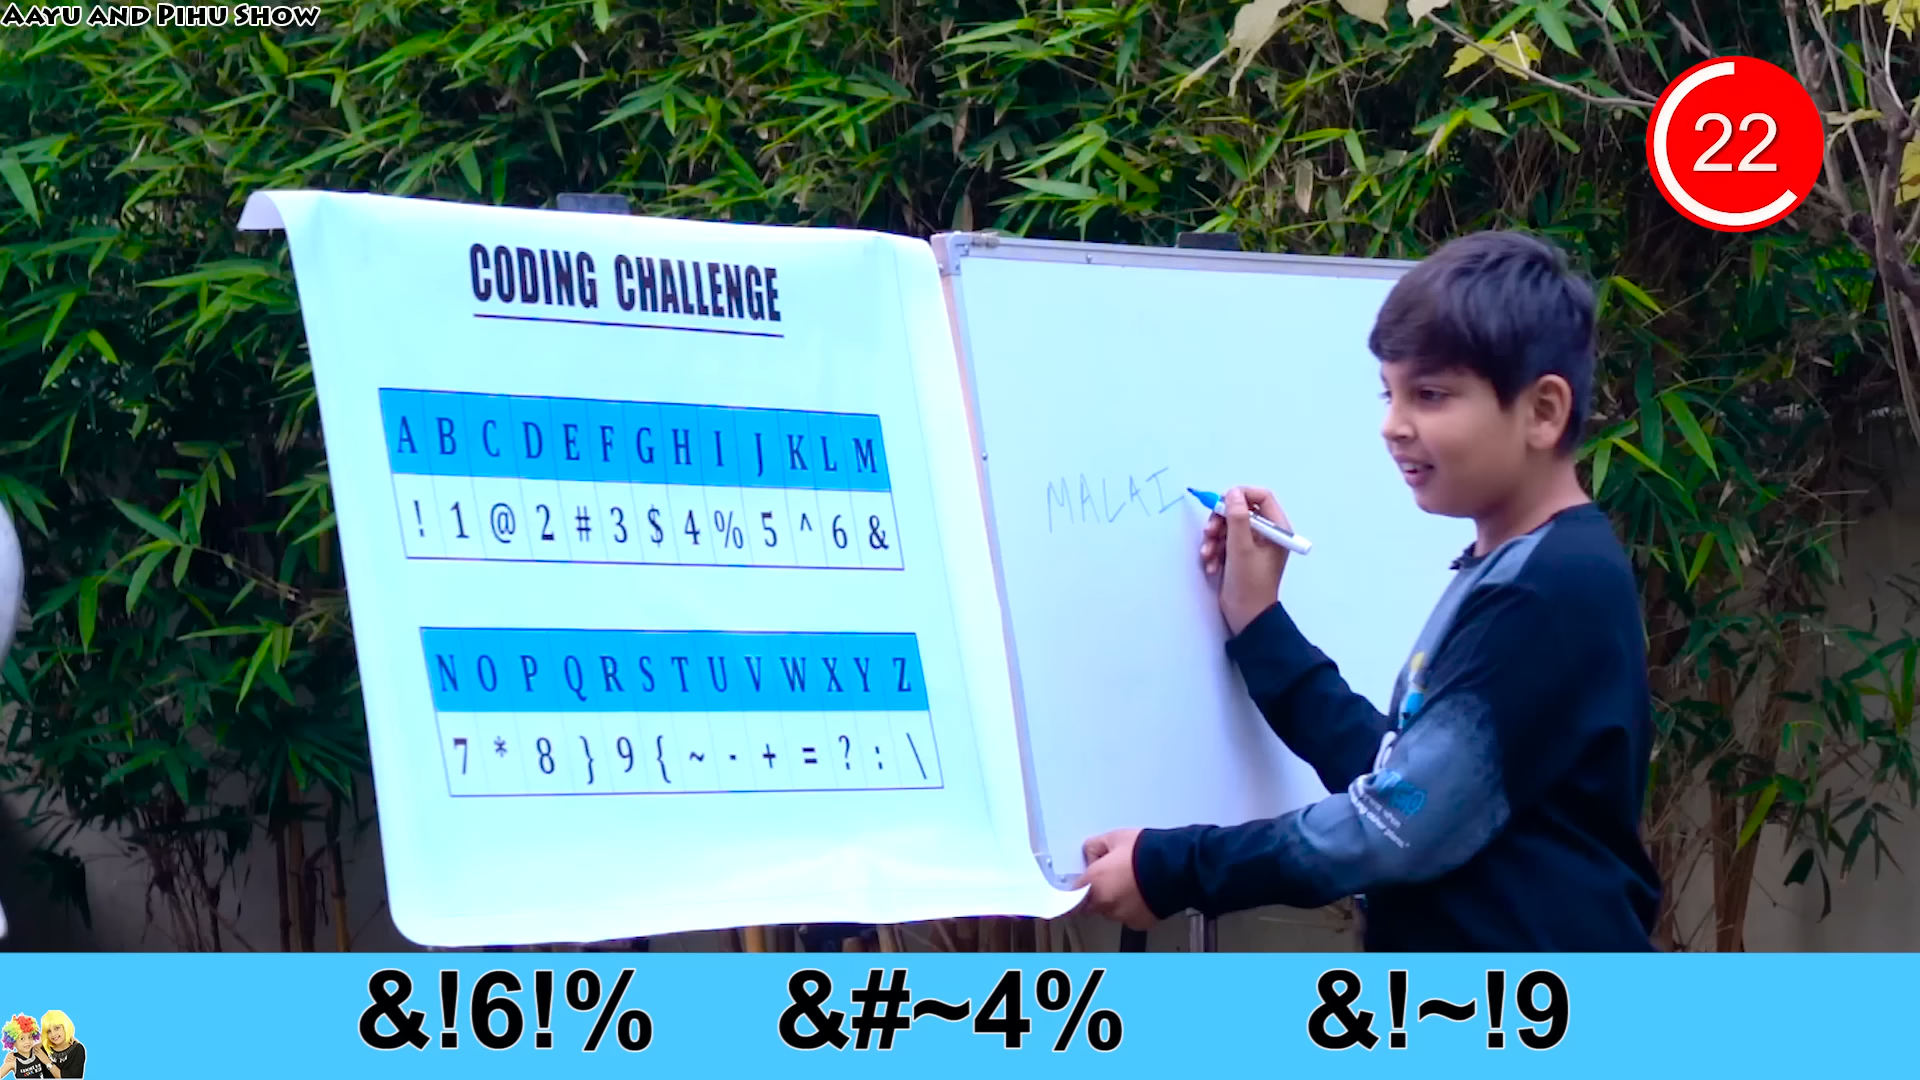 AAYU AND PIHU SHOW
22
CODING CHALLENGE
A B C D E F G H I J K L M
! 1 @ 2 # 3 $ 4 % 5 ^ 6 &
N O P Q R S T U V W X Y Z
7 * 8 } 9 { ~ - + = ? : \
MALAI
&!6!% &#~4% &!~!9